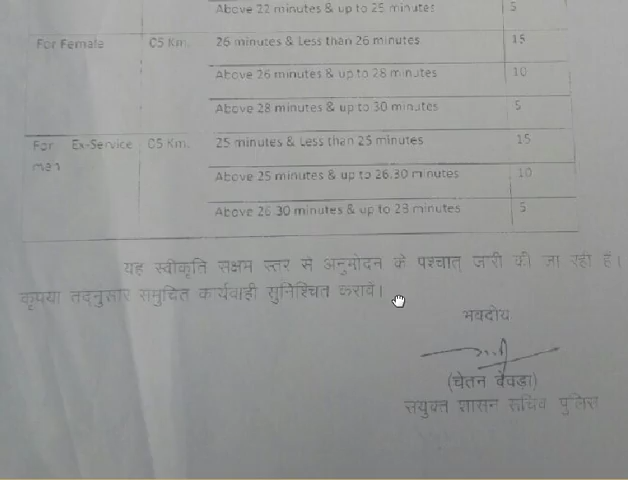 Above 22 minutes & up to 25 minutes 5
For Female 05 Km. 26 minutes & Less than 26 minutes 15
Above 26 minutes & up to 28 minutes 10
Above 28 minutes & up to 30 minutes 5
For Ex-Service 05 Km. 25 minutes & Less than 25 minutes 15
men
Above 25 minutes & up to 26.30 minutes 10
Above 26.30 minutes & up to 28 minutes 5
यह स्वीकृति सक्षम स्तर से अनुमोदन के पश्चात् जारी की जा रही है।
कृपया तद्नुसार समुचित कार्यवाही सुनिश्चित करावें।
भवदीय
(चेतन देवड़ा)
संयुक्त शासन सचिव पुलिस